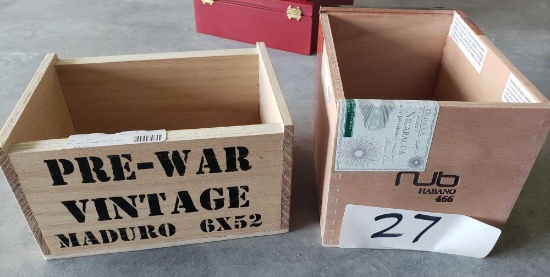 PRE-WAR
VINTAGE
MADURO 6X52
NICARAGUA
nub
HABANO
466
27